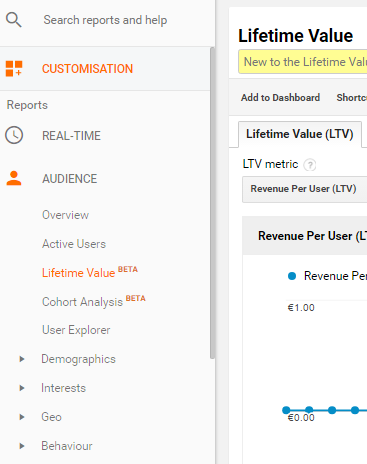 Search reports and help
CUSTOMISATION
Reports
REAL-TIME
AUDIENCE
Overview
Active Users
Lifetime Value BETA
Cohort Analysis BETA
User Explorer
Demographics
Interests
Geo
Behaviour
Lifetime Value
New to the Lifetime Valu
Add to Dashboard Shortc
Lifetime Value (LTV)
LTV metric ?
Revenue Per User (LTV)
Revenue Per User (LT
Revenue Per
€1.00
€0.00